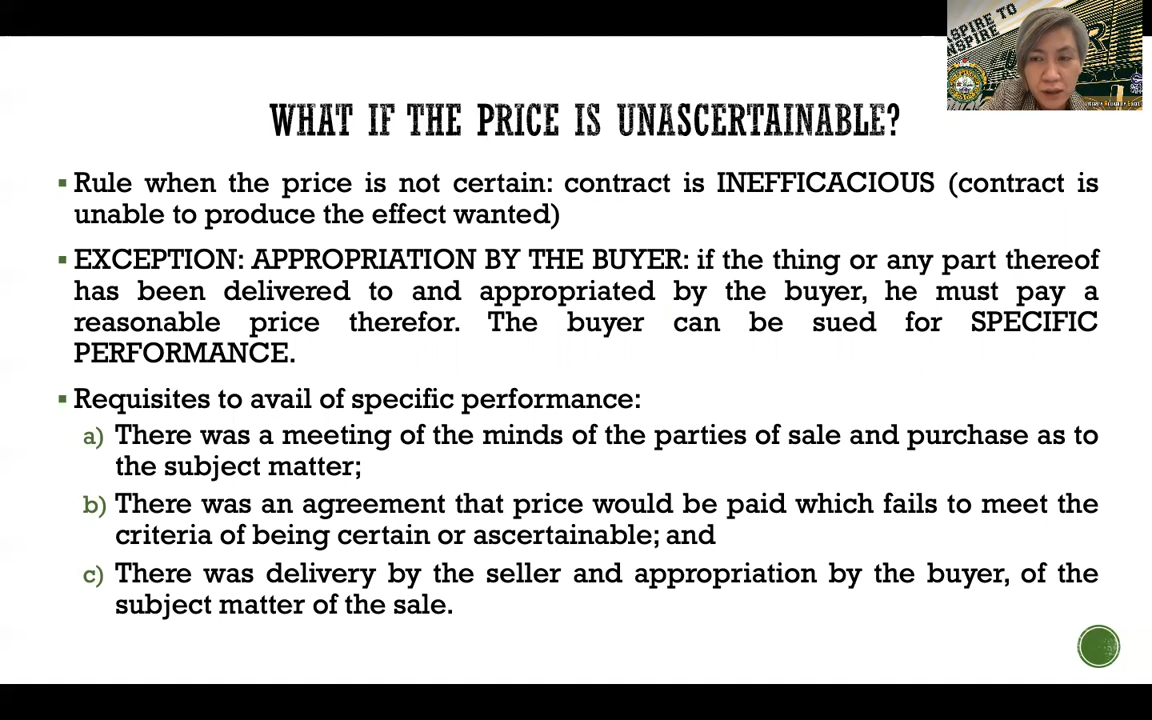 SPIRE TO
NSPIRE
WHAT IF THE PRICE IS UNASCERTAINABLE?
▪ Rule when the price is not certain: contract is INEFFICACIOUS (contract is
unable to produce the effect wanted)
▪ EXCEPTION: APPROPRIATION BY THE BUYER: if the thing or any part thereof
has been delivered to and appropriated by the buyer, he must pay a
reasonable price therefor. The buyer can be sued for SPECIFIC
PERFORMANCE.
▪ Requisites to avail of specific performance:
a) There was a meeting of the minds of the parties of sale and purchase as to
the subject matter;
b) There was an agreement that price would be paid which fails to meet the
criteria of being certain or ascertainable; and
c) There was delivery by the seller and appropriation by the buyer, of the
subject matter of the sale.